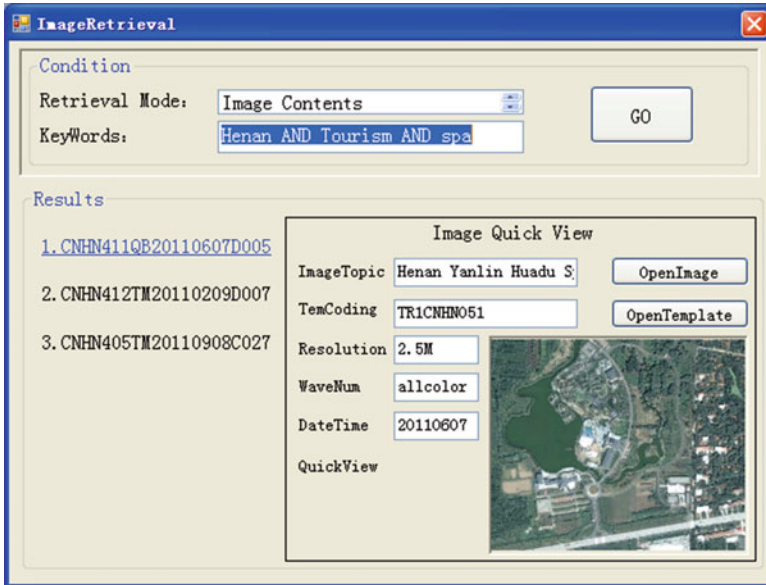 ImageRetrieval
Condition
Retrieval Mode: Image Contents
KeyWords: Henan AND Tourism AND spa
GO
Results
1.CNHN411QB20110607D005
2.CNHN412TM20110209D007
3.CNHN405TM20110908C027
Image Quick View
ImageTopic Henan Yanlin Huadu
OpenImage
TemCoding TR1CNHN051
OpenTemplate
Resolution 2.5M
WaveNum allcolor
DateTime 20110607
QuickView